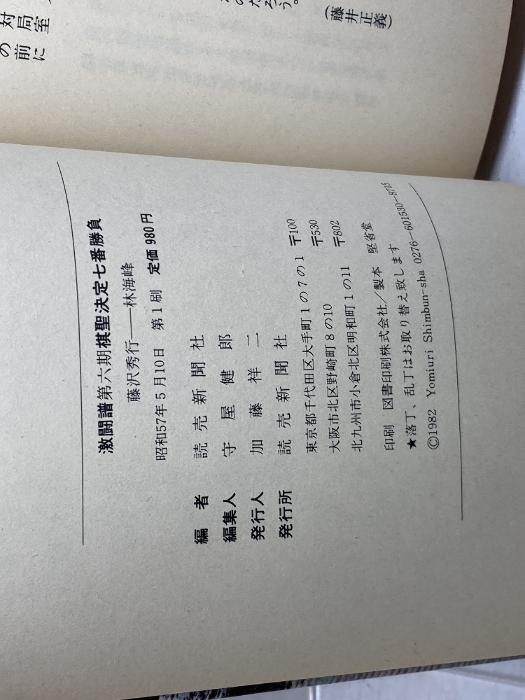 の前に
対局室
(藤井正義)
激闘譜第六期棋聖決定七番勝負
藤沢秀行——林海峰
昭和57年5月10日 第1刷 定価 980円
編者 読売新聞社
編集人 守屋健郎
発行人 加藤祥二
発行所 読売新聞社
東京都千代田区大手町1の7の1 〒100
大阪市北区野崎町8の10 〒530
北九州市小倉北区明和町1の11 〒802
印刷 図書印刷株式会社/製本 堅省堂
★落丁、乱丁はお取り替え致します
©1982 Yomiuri Shimbun-sha 0276-601530-8715